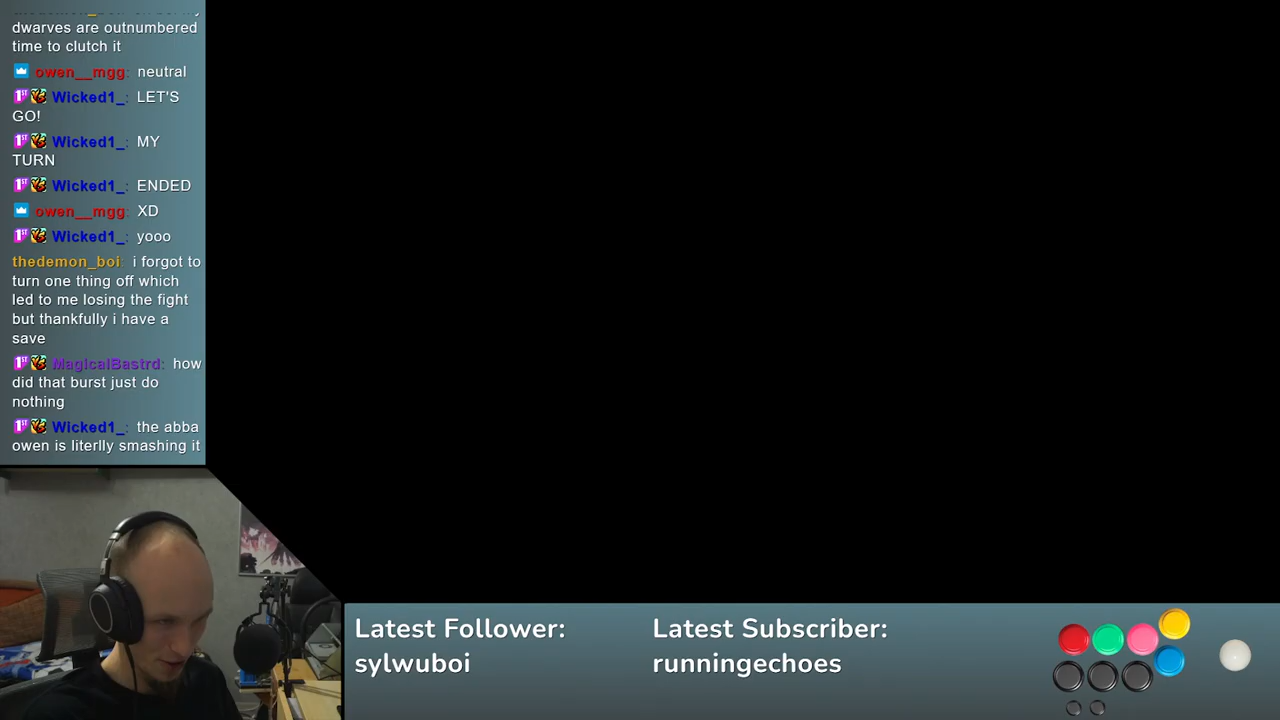 dwarves are outnumbered
time to clutch it
owen__mgg: neutral
Wicked1_: LET'S
GO!
Wicked1_: MY
TURN
Wicked1_: ENDED
owen__mgg: XD
Wicked1_: yooo
thedemon_boi: i forgot to
turn one thing off which
led to me losing the fight
but thankfully i have a
save
MagicalBastrd: how
did that burst just do
nothing
Wicked1_: the abba
owen is literlly smashing it
Latest Follower:
sylwuboi
Latest Subscriber:
runningechoes